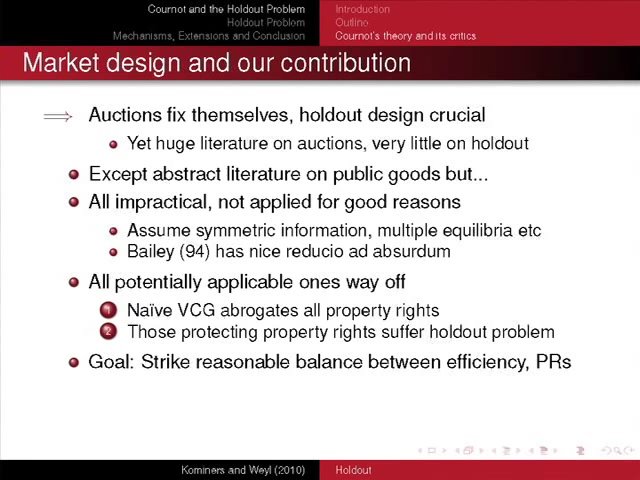 Cournot and the Holdout Problem
Holdout Problem
Mechanisms, Extensions and Conclusion
Introduction
Outline
Cournot's theory and its critics
Market design and our contribution
⟹ Auctions fix themselves, holdout design crucial
Yet huge literature on auctions, very little on holdout
Except abstract literature on public goods but...
All impractical, not applied for good reasons
Assume symmetric information, multiple equilibria etc
Bailey (94) has nice reducio ad absurdum
All potentially applicable ones way off
1 Naïve VCG abrogates all property rights
2 Those protecting property rights suffer holdout problem
Goal: Strike reasonable balance between efficiency, PRs
Kominers and Weyl (2010)
Holdout